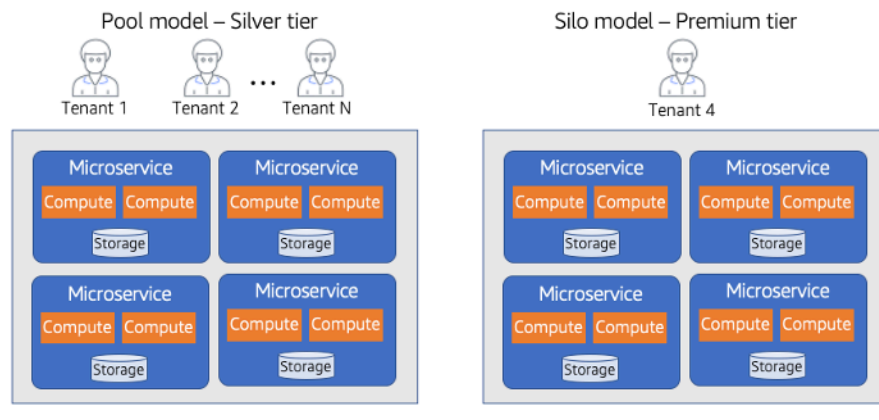 Pool model – Silver tier
Tenant 1
Tenant 2
...
Tenant N
Microservice
Compute Compute
Storage
Microservice
Compute Compute
Storage
Microservice
Compute Compute
Storage
Microservice
Compute Compute
Storage
Silo model – Premium tier
Tenant 4
Microservice
Compute Compute
Storage
Microservice
Compute Compute
Storage
Microservice
Compute Compute
Storage
Microservice
Compute Compute
Storage